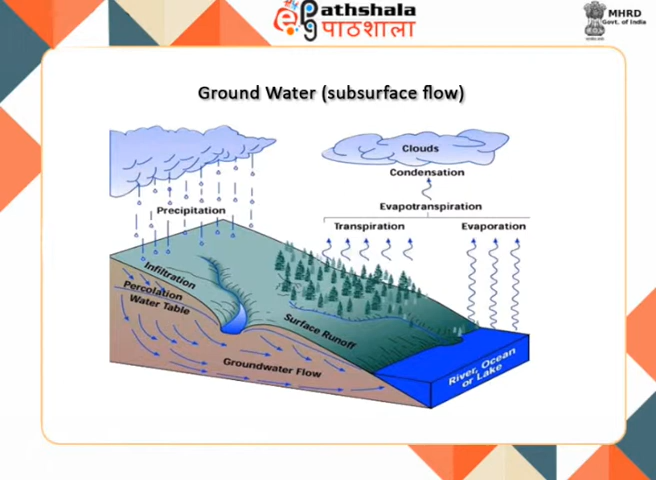 epathshala
पाठशाला
MHRD
Govt. of India
Ground Water (subsurface flow)
Clouds
Condensation
Evapotranspiration
Precipitation
Transpiration
Evaporation
Infiltration
Percolation
Water Table
Surface Runoff
Groundwater Flow
River, Ocean
or Lake